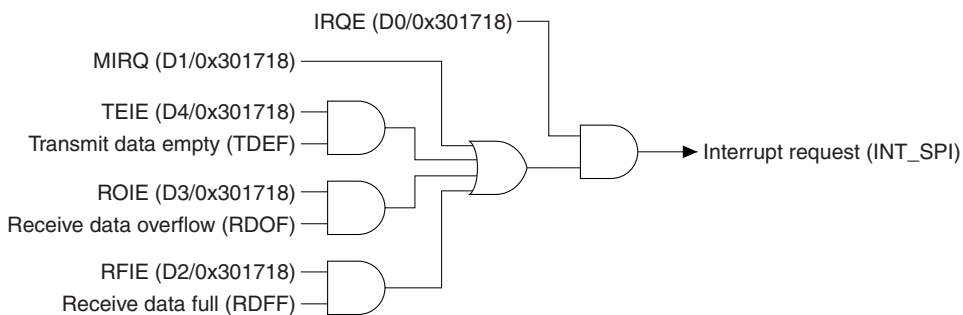 IRQE (D0/0x301718)
MIRQ (D1/0x301718)
TEIE (D4/0x301718)
Transmit data empty (TDEF)
Interrupt request (INT_SPI)
ROIE (D3/0x301718)
Receive data overflow (RDOF)
RFIE (D2/0x301718)
Receive data full (RDFF)